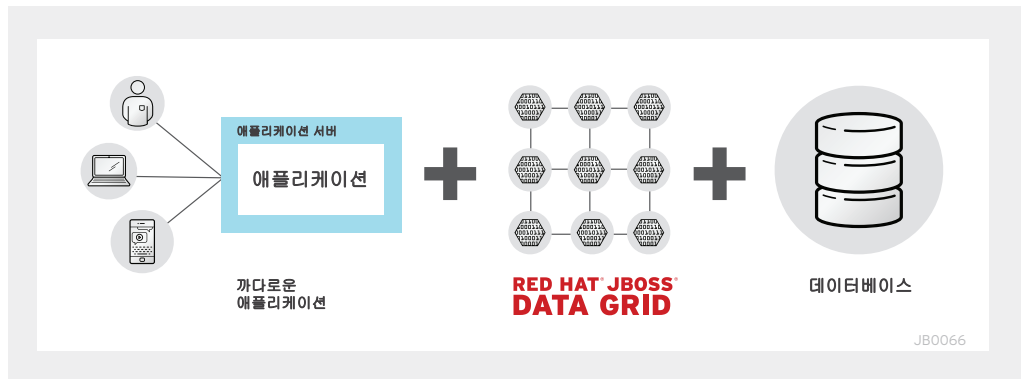 애플리케이션 서버
애플리케이션
까다로운
애플리케이션
RED HAT® JBOSS®
DATA GRID
데이터베이스
JB0066